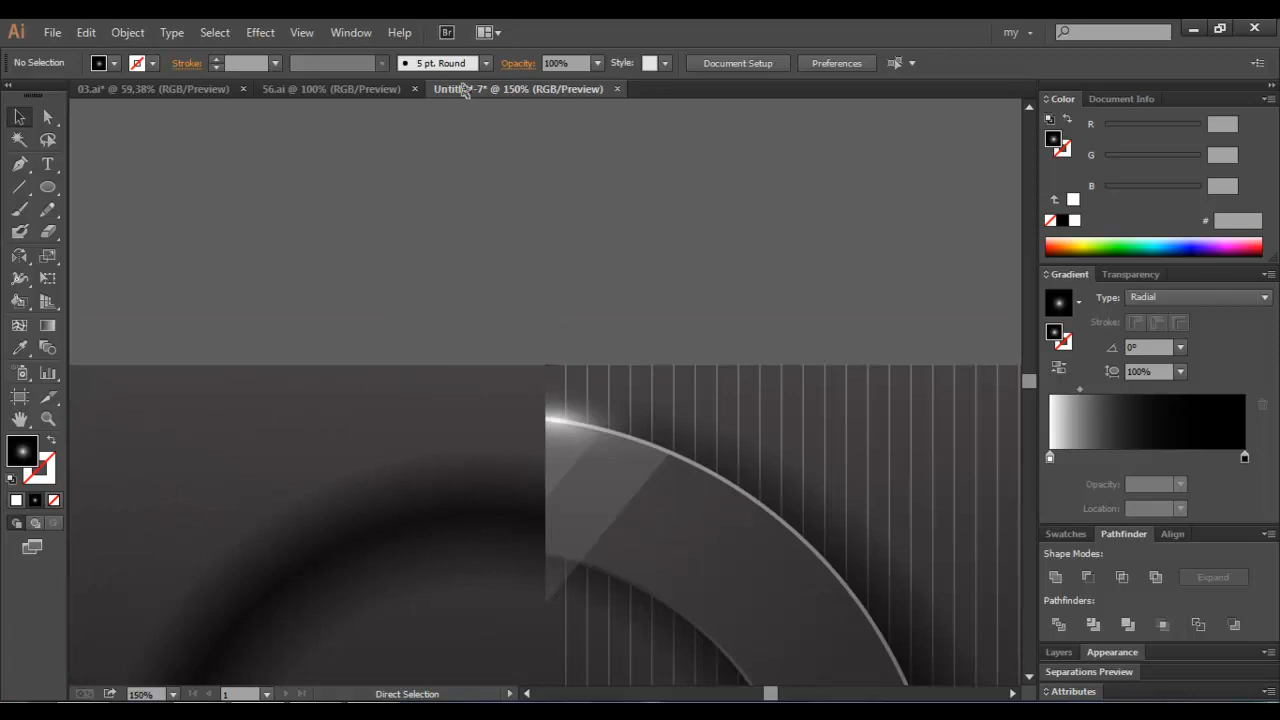 Ai File Edit Object Type Select Effect View Window Help Br my
No Selection Stroke: 5 pt. Round Opacity: 100% Style: Document Setup Preferences
03.ai* @ 59,38% (RGB/Preview) × 56.ai @ 100% (RGB/Preview) × Untitled-7* @ 150% (RGB/Preview) ×
Color Document Info
R
G
B
#
Gradient Transparency
Type: Radial
Stroke:
0°
100%
Opacity:
Location:
Swatches Pathfinder Align
Shape Modes:
Expand
Pathfinders:
Layers Appearance
Separations Preview
Attributes
150% 1 Direct Selection